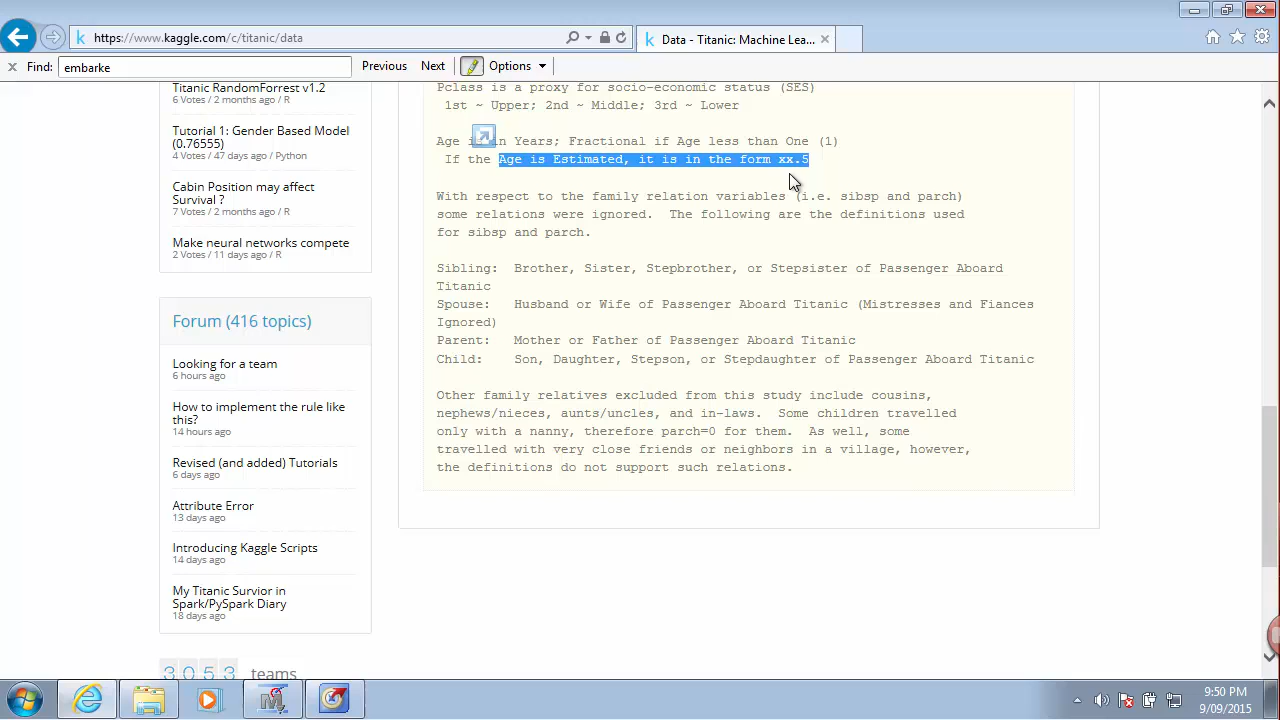 https://www.kaggle.com/c/titanic/data
Data - Titanic: Machine Lea...
Find: embarke Previous Next Options
Titanic RandomForrest v1.2
6 Votes / 2 months ago / R
Tutorial 1: Gender Based Model
(0.76555)
4 Votes / 47 days ago / Python
Cabin Position may affect
Survival ?
7 Votes / 2 months ago / R
Make neural networks compete
2 Votes / 11 days ago / R
Forum (416 topics)
Looking for a team
6 hours ago
How to implement the rule like
this?
14 hours ago
Revised (and added) Tutorials
6 days ago
Attribute Error
13 days ago
Introducing Kaggle Scripts
14 days ago
My Titanic Survior in
Spark/PySpark Diary
18 days ago
3053 teams
Pclass is a proxy for socio-economic status (SES)
1st ~ Upper; 2nd ~ Middle; 3rd ~ Lower
Age in Years; Fractional if Age less than One (1)
If the Age is Estimated, it is in the form xx.5
With respect to the family relation variables (i.e. sibsp and parch)
some relations were ignored. The following are the definitions used
for sibsp and parch.
Sibling: Brother, Sister, Stepbrother, or Stepsister of Passenger Aboard
Titanic
Spouse: Husband or Wife of Passenger Aboard Titanic (Mistresses and Fiances
Ignored)
Parent: Mother or Father of Passenger Aboard Titanic
Child: Son, Daughter, Stepson, or Stepdaughter of Passenger Aboard Titanic
Other family relatives excluded from this study include cousins,
nephews/nieces, aunts/uncles, and in-laws. Some children travelled
only with a nanny, therefore parch=0 for them. As well, some
travelled with very close friends or neighbors in a village, however,
the definitions do not support such relations.
9:50 PM
9/09/2015